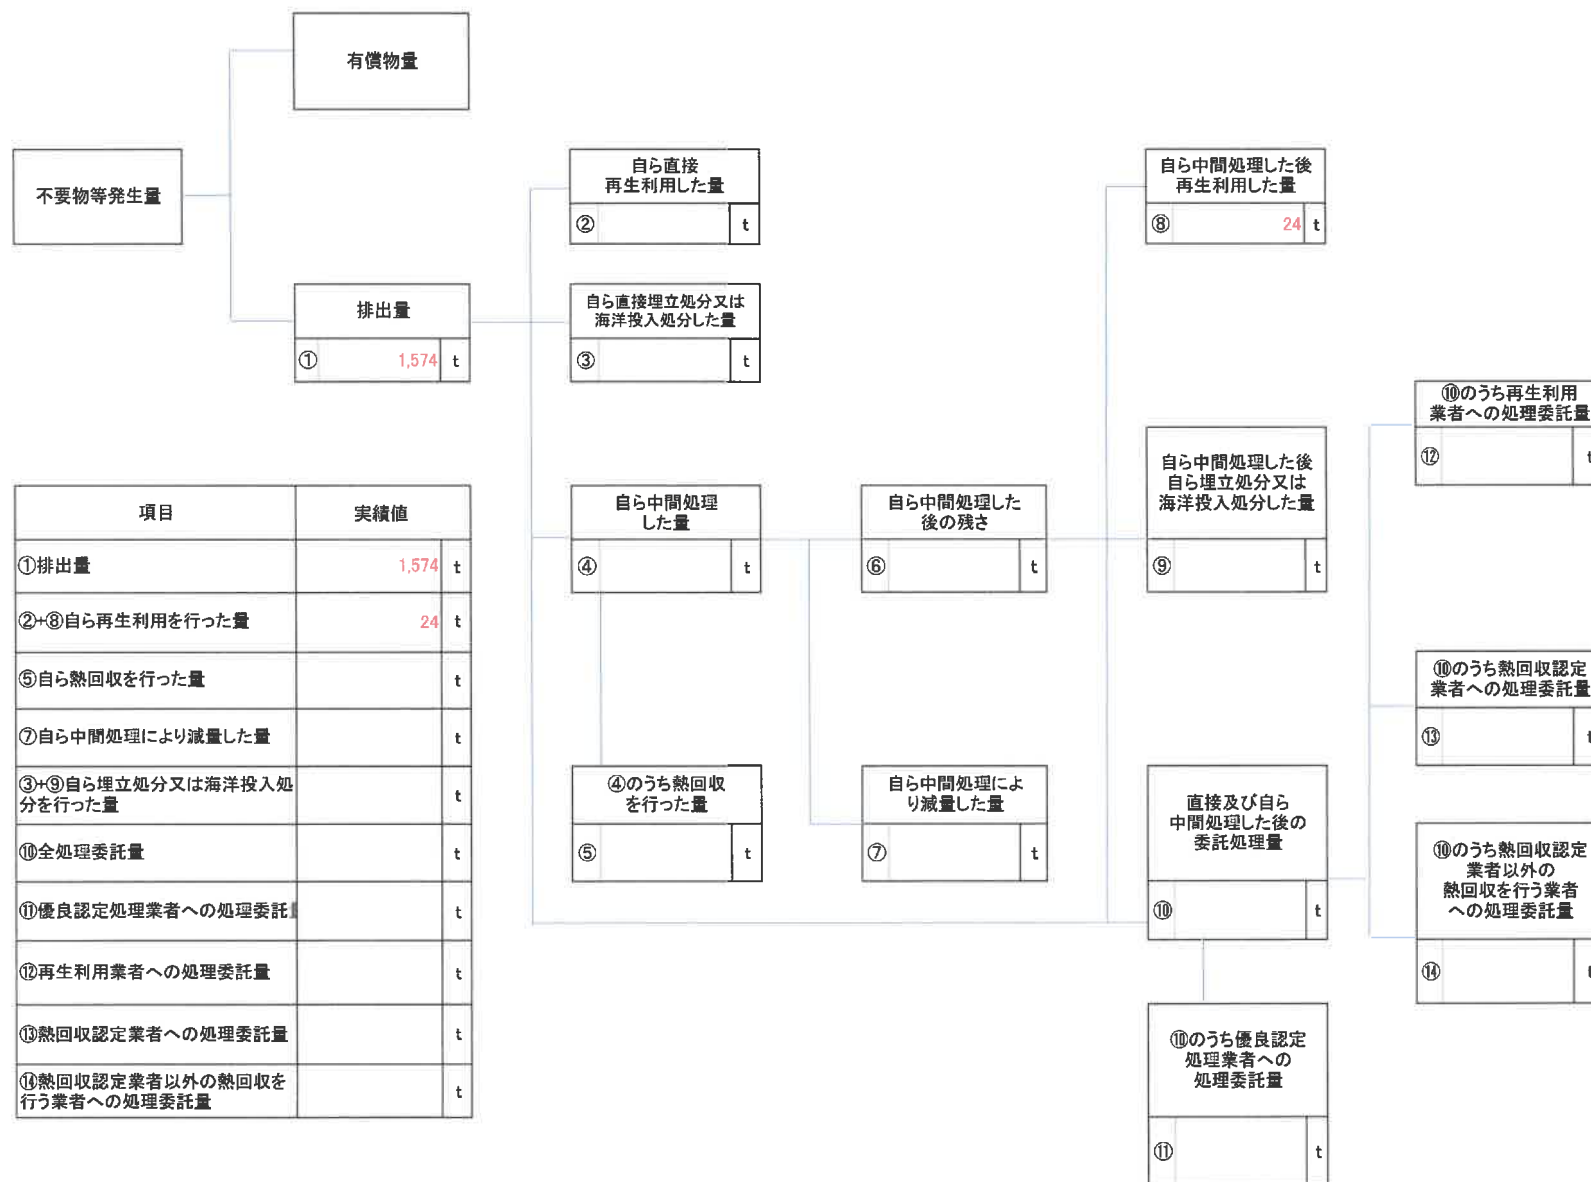 有償物量
不要物等発生量
排出量
① 1,574 t
自ら直接
再生利用した量
② t
自ら直接埋立処分又は
海洋投入処分した量
③ t
自ら中間処理した後
再生利用した量
⑧ 24 t
項目 実績値
①排出量 1,574 t
②+⑧自ら再生利用を行った量 24 t
⑤自ら熱回収を行った量 t
⑦自ら中間処理により減量した量 t
③+⑨自ら埋立処分又は海洋投入処
分を行った量 t
⑩全処理委託量 t
⑪優良認定処理業者への処理委託 t
⑫再生利用業者への処理委託量 t
⑬熱回収認定業者への処理委託量 t
⑭熱回収認定業者以外の熱回収を
行う業者への処理委託量 t
自ら中間処理
した量
④ t
④のうち熱回収
を行った量
⑤ t
自ら中間処理した
後の残さ
⑥ t
自ら中間処理によ
り減量した量
⑦ t
自ら中間処理した後
自ら埋立処分又は
海洋投入処分した量
⑨ t
直接及び自ら
中間処理した後の
委託処理量
⑩ t
⑩のうち優良認定
処理業者への
処理委託量
⑪ t
⑩のうち再生利用
業者への処理委託量
⑫ t
⑩のうち熱回収認定
業者への処理委託量
⑬ t
⑩のうち熱回収認定
業者以外の
熱回収を行う業者
への処理委託量
⑭ t